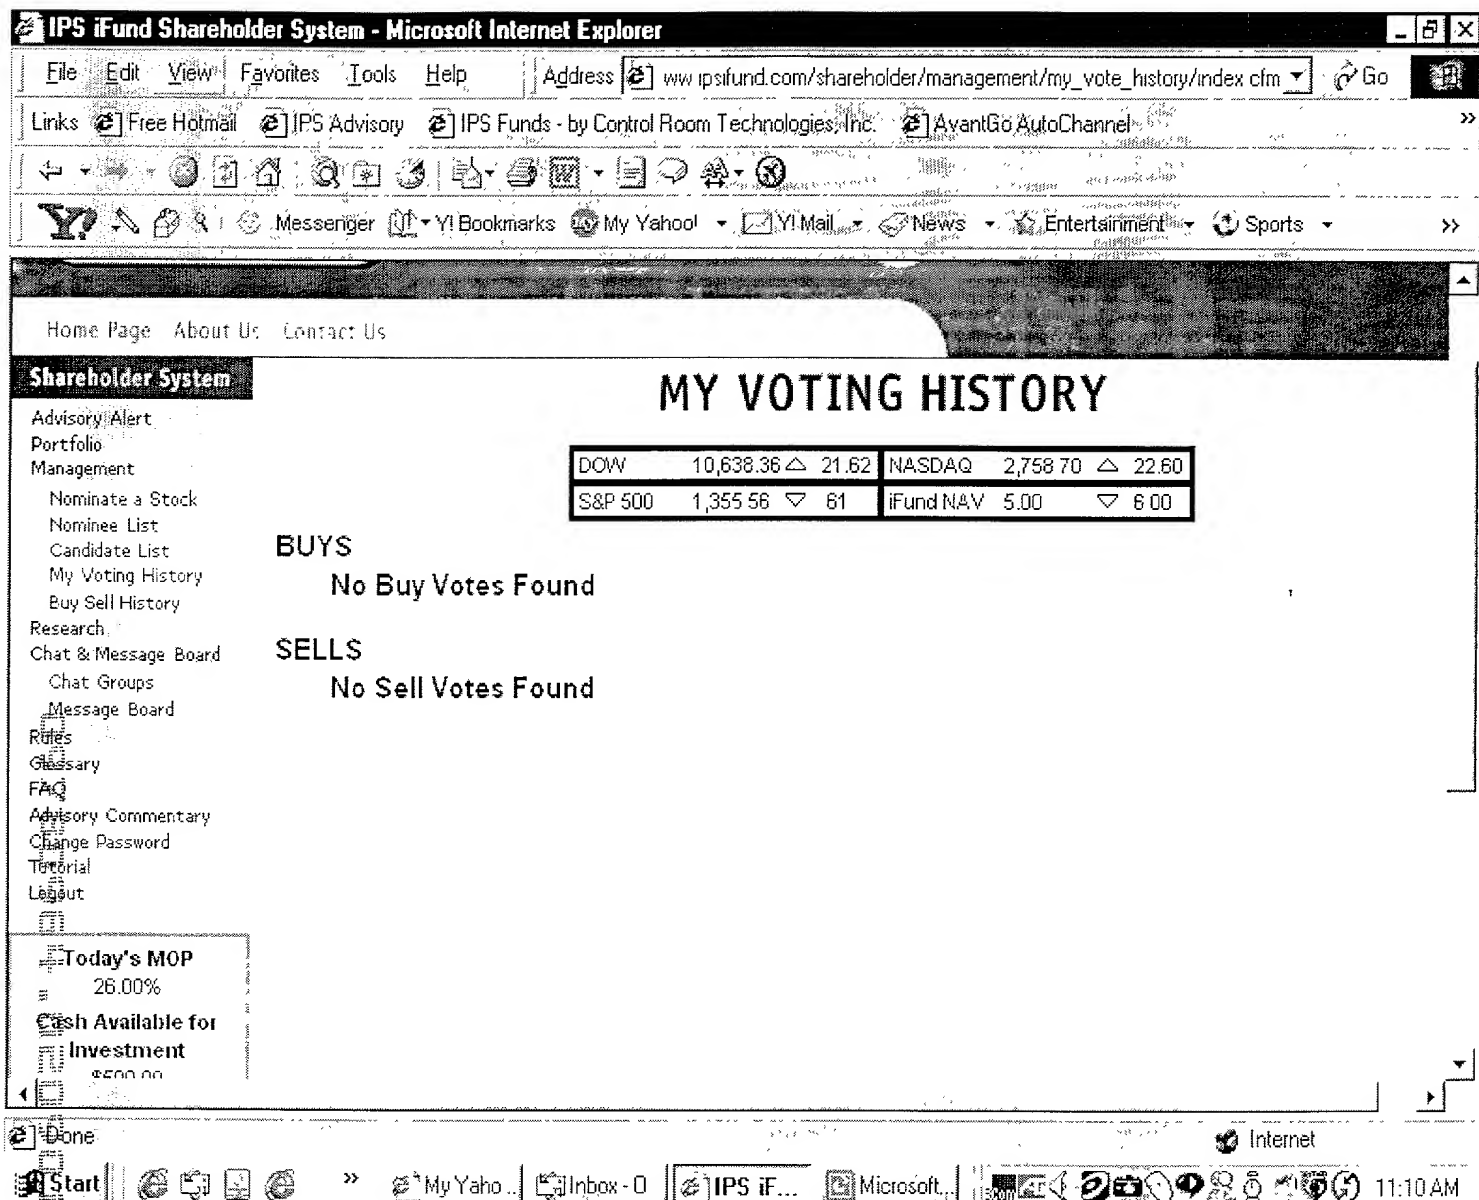 IPS iFund Shareholder System - Microsoft Internet Explorer
File Edit View Favorites Tools Help Address ww ipsifund.com/shareholder/management/my_vote_history/index cfm Go
Links Free Hotmail IPS Advisory IPS Funds - by Control Room Technologies, Inc. AvantGo AutoChannel »
Y! Messenger Y! Bookmarks My Yahoo! Y! Mail News Entertainment Sports »
Home Page About Us Contact Us
Shareholder System
MY VOTING HISTORY
DOW 10,638.36 △ 21.62 NASDAQ 2,758 70 △ 22.60
S&P 500 1,355 56 ▽ 61 iFund NAV 5.00 ▽ 6 00
Advisory Alert
Portfolio
Management
Nominate a Stock
Nominee List
Candidate List
My Voting History
Buy Sell History
Research
Chat & Message Board
Chat Groups
Message Board
Rules
Glossary
FAQ
Advisory Commentary
Change Password
Tutorial
Logout
BUYS
No Buy Votes Found
SELLS
No Sell Votes Found
Today's MOP
26.00%
Cash Available for
Investment
$500.00
Done Internet
Start » My Yaho... Inbox - O IPS iF... Microsoft... 11:10 AM